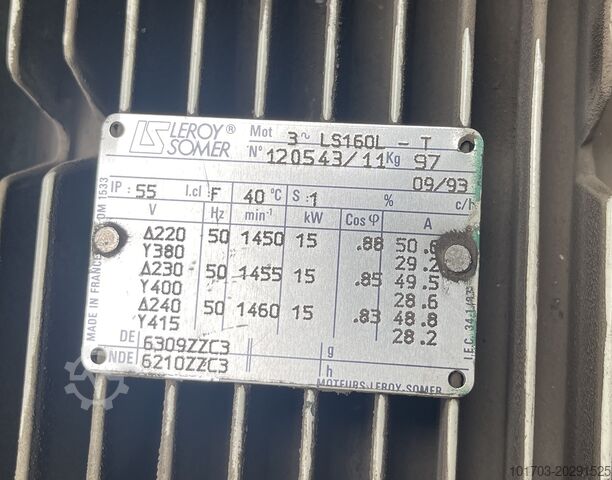 LEROY® SOMER Mot 3~ LS160L - T
N° 120543/11 Kg 97
09/93
IP: 55 I.cl F 40 °C S :1 % c/h
V Hz min⁻¹ kW Cos φ A
Δ220 50 1450 15 .86 50.6
Y380 29.2
Δ230 50 1455 15 .85 49.5
Y400 28.6
Δ240 50 1460 15 .83 48.8
Y415 28.2
DE 6309ZZC3 g
NDE 6210ZZC3 h
MOTEURS LEROY-SOMER
MADE IN FRANCE
I.E.C. 34.1
101703-20291525